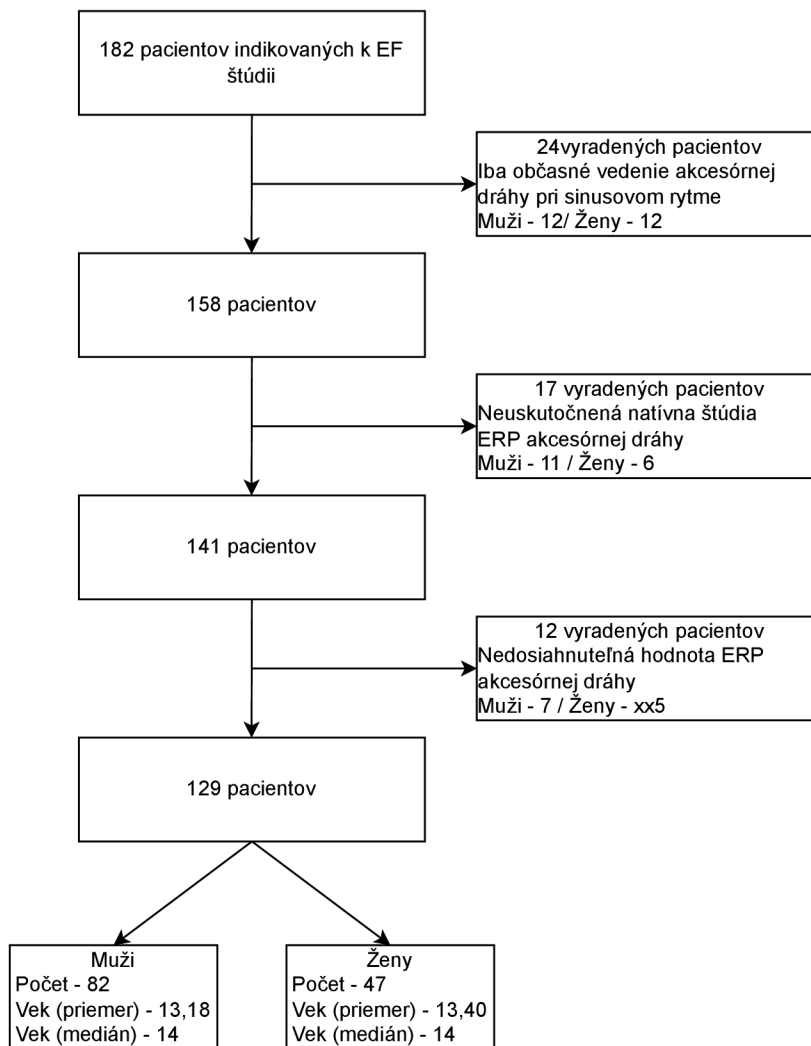 182 pacientov indikovaných k EF
štúdii
24vyradených pacientov
Iba občasné vedenie akcesórnej
dráhy pri sinusovom rytme
Muži - 12/ Ženy - 12
158 pacientov
17 vyradených pacientov
Neuskutočnená natívna štúdia
ERP akcesórnej dráhy
Muži - 11 / Ženy - 6
141 pacientov
12 vyradených pacientov
Nedosiahnuteľná hodnota ERP
akcesórnej dráhy
Muži - 7 / Ženy - xx5
129 pacientov
Muži
Počet - 82
Vek (priemer) - 13,18
Vek (medián) - 14
Ženy
Počet - 47
Vek (priemer) - 13,40
Vek (medián) - 14